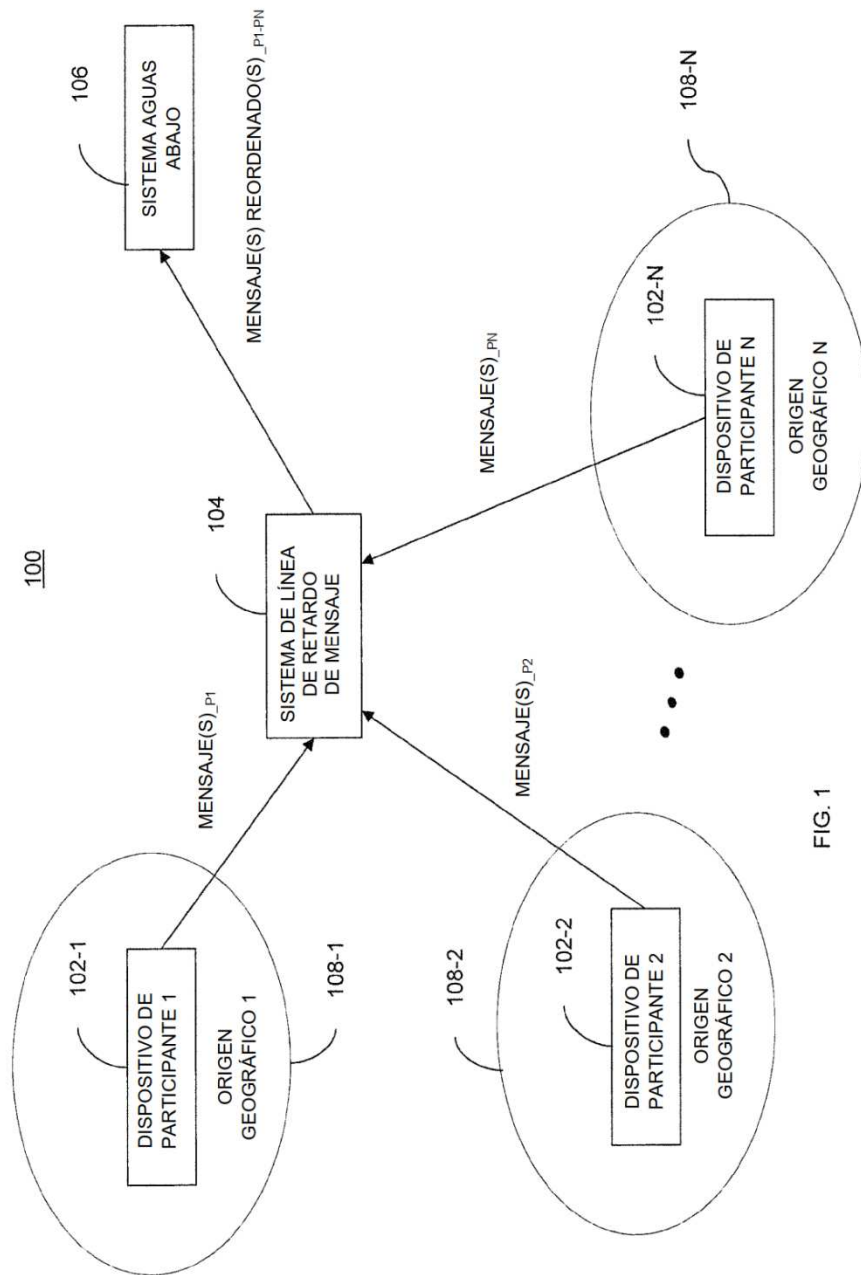 100
106
SISTEMA AGUAS
ABAJO
MENSAJE(S) REORDENADO(S)_P1-PN
104
SISTEMA DE LÍNEA
DE RETARDO
DE MENSAJE
MENSAJE(S)_P1
102-1
DISPOSITIVO DE
PARTICIPANTE 1
ORIGEN
GEOGRÁFICO 1
108-1
MENSAJE(S)_P2
108-2
102-2
DISPOSITIVO DE
PARTICIPANTE 2
ORIGEN
GEOGRÁFICO 2
MENSAJE(S)_PN
108-N
102-N
DISPOSITIVO DE
PARTICIPANTE N
ORIGEN
GEOGRÁFICO N
FIG. 1